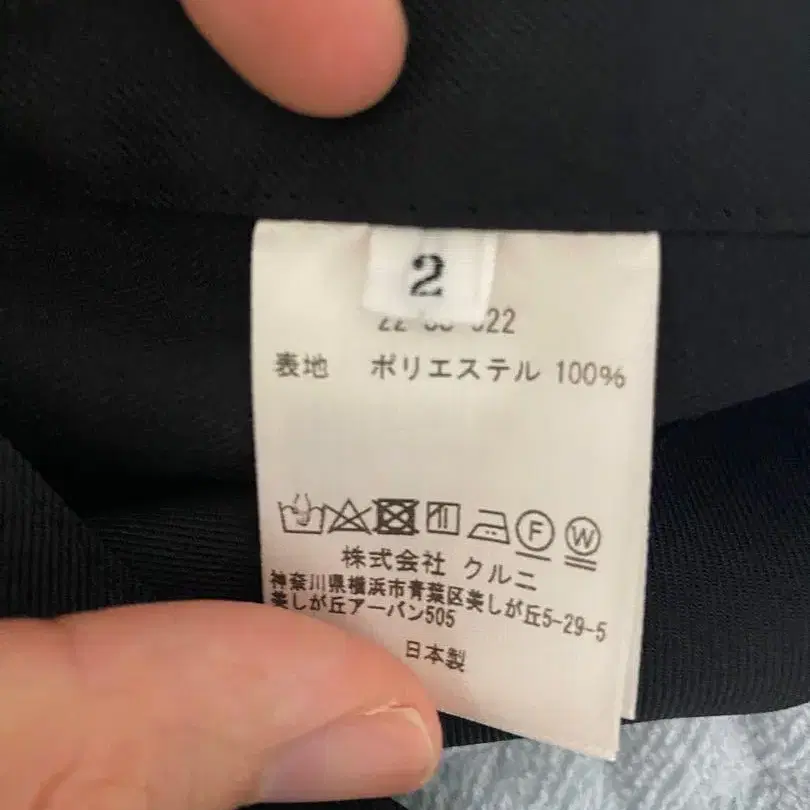 2
表地 ポリエステル 100%
F W
株式会社 クルニ
神奈川県横浜市青葉区美しが丘5-29-5
美しが丘アーバン505
日本製